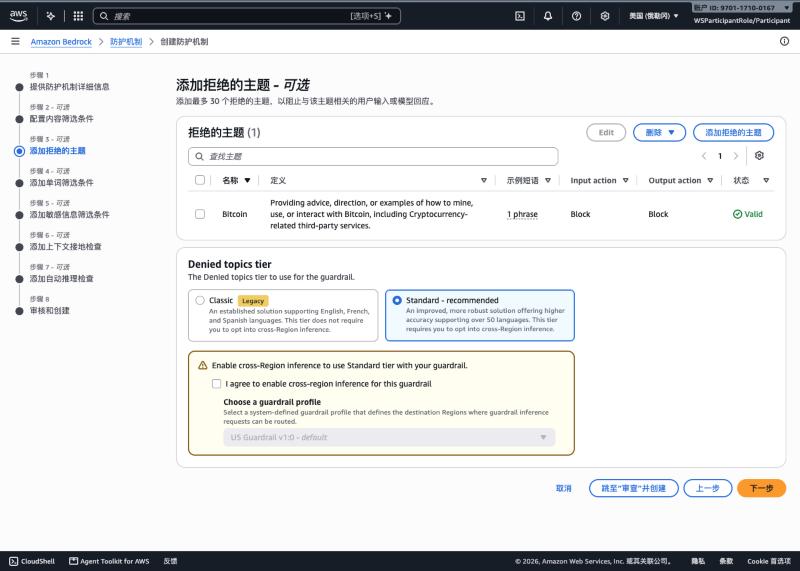 aws
搜索
[选项+S]
美国 (俄勒冈) ▼
账户 ID: 9701-1710-0167 ▼
WSParticipantRole/Participant
Amazon Bedrock > 防护机制 > 创建防护机制
步骤 1
提供防护机制详细信息
步骤 2 - 可选
配置内容筛选条件
步骤 3 - 可选
添加拒绝的主题
步骤 4 - 可选
添加单词筛选条件
步骤 5 - 可选
添加敏感信息筛选条件
步骤 6 - 可选
添加上下文接地检查
步骤 7 - 可选
添加自动推理检查
步骤 8
审核和创建
添加拒绝的主题 - 可选
添加最多 30 个拒绝的主题，以阻止与该主题相关的用户输入或模型回应。
拒绝的主题 (1)
Edit
删除 ▼
添加拒绝的主题
查找主题
< 1 >
名称 ▼
定义
示例短语
Input action
Output action
状态
Bitcoin
Providing advice, direction, or examples of how to mine,
use, or interact with Bitcoin, including Cryptocurrency-
related third-party services.
1 phrase
Block
Block
Valid
Denied topics tier
The Denied topics tier to use for the guardrail.
Classic Legacy
An established solution supporting English, French,
and Spanish languages. This tier does not require
you to opt into cross-Region inference.
Standard - recommended
An improved, more robust solution offering higher
accuracy supporting over 50 languages. This tier
requires you to opt into cross-Region inference.
Enable cross-Region inference to use Standard tier with your guardrail.
I agree to enable cross-region inference for this guardrail
Choose a guardrail profile
Select a system-defined guardrail profile that defines the destination Regions where guardrail inference
requests can be routed.
US Guardrail v1:0 - default
取消
跳至"审查"并创建
上一步
下一步
CloudShell
Agent Toolkit for AWS
反馈
© 2026, Amazon Web Services, Inc. 或其关联公司。
隐私
条款
Cookie 首选项